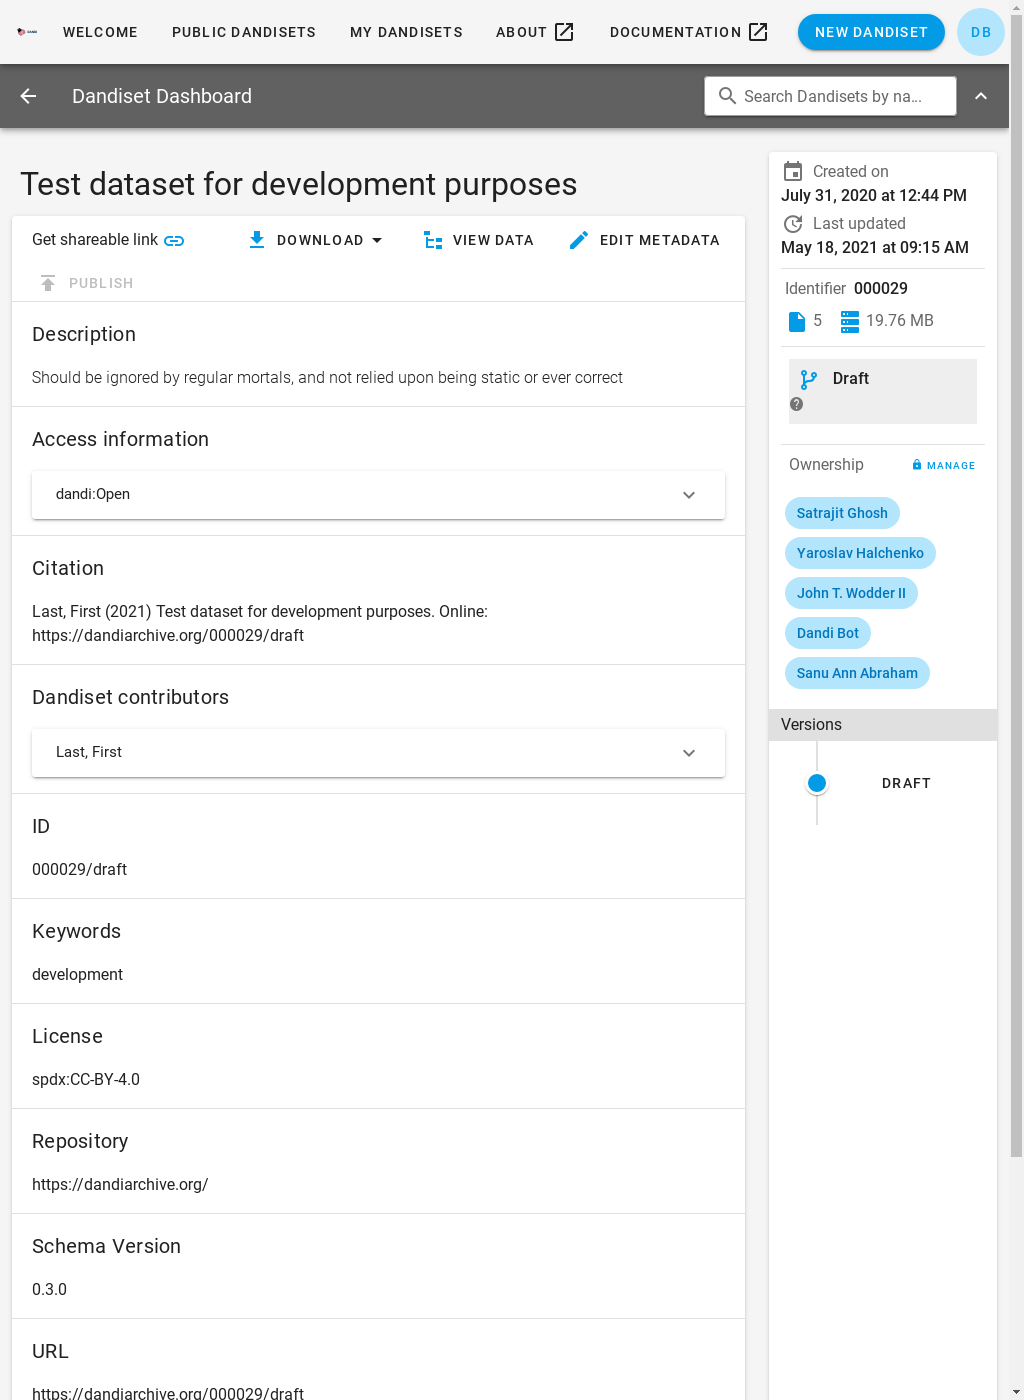 WELCOME PUBLIC DANDISETS MY DANDISETS ABOUT DOCUMENTATION NEW DANDISET DB
Dandiset Dashboard
Search Dandisets by na...
Test dataset for development purposes
Get shareable link DOWNLOAD VIEW DATA EDIT METADATA
PUBLISH
Description
Should be ignored by regular mortals, and not relied upon being static or ever correct
Access information
dandi:Open
Citation
Last, First (2021) Test dataset for development purposes. Online:
https://dandiarchive.org/000029/draft
Dandiset contributors
Last, First
ID
000029/draft
Keywords
development
License
spdx:CC-BY-4.0
Repository
https://dandiarchive.org/
Schema Version
0.3.0
URL
https://dandiarchive.org/000029/draft
Created on
July 31, 2020 at 12:44 PM
Last updated
May 18, 2021 at 09:15 AM
Identifier 000029
5 19.76 MB
Draft
Ownership MANAGE
Satrajit Ghosh
Yaroslav Halchenko
John T. Wodder II
Dandi Bot
Sanu Ann Abraham
Versions
DRAFT